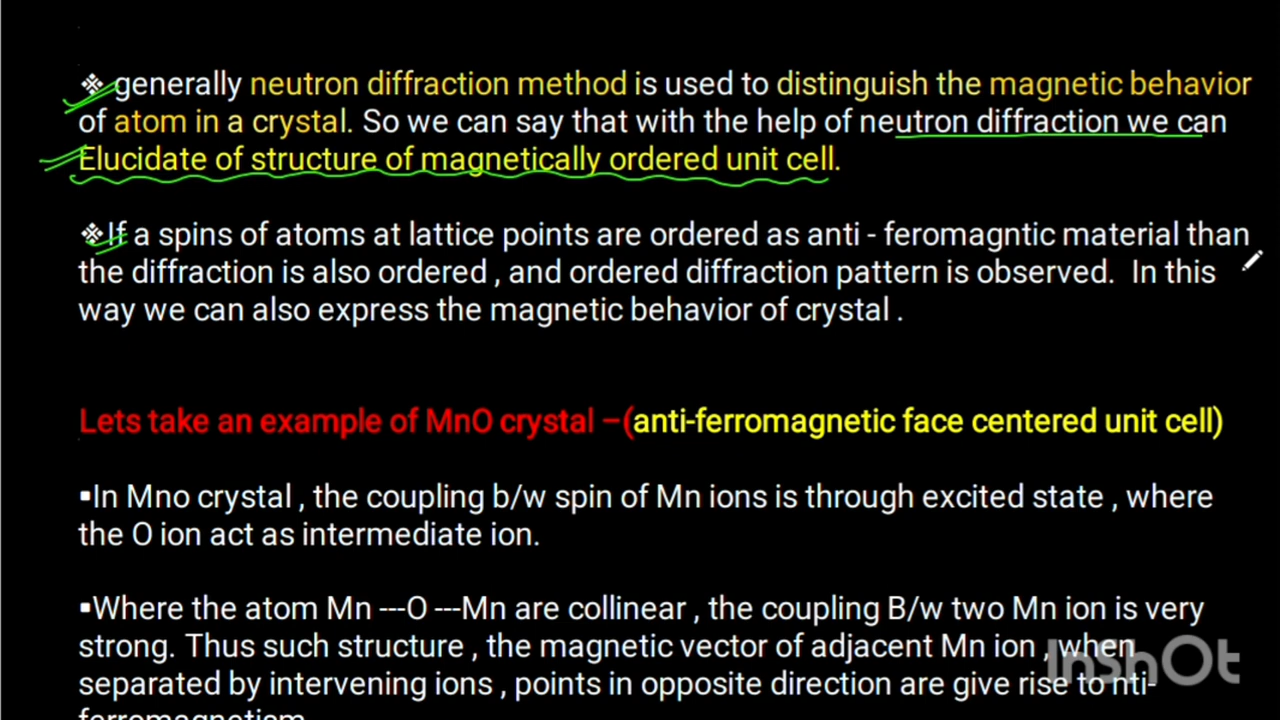 ❖generally neutron diffraction method is used to distinguish the magnetic behavior
of atom in a crystal. So we can say that with the help of neutron diffraction we can
Elucidate of structure of magnetically ordered unit cell.
❖If a spins of atoms at lattice points are ordered as anti - feromagntic material than
the diffraction is also ordered , and ordered diffraction pattern is observed. In this
way we can also express the magnetic behavior of crystal .
Lets take an example of MnO crystal –(anti-ferromagnetic face centered unit cell)
▪In Mno crystal , the coupling b/w spin of Mn ions is through excited state , where
the O ion act as intermediate ion.
▪Where the atom Mn ---O ---Mn are collinear , the coupling B/w two Mn ion is very
strong. Thus such structure , the magnetic vector of adjacent Mn ion , when
separated by intervening ions , points in opposite direction are give rise to nti-
ferromagnetism
InShOt